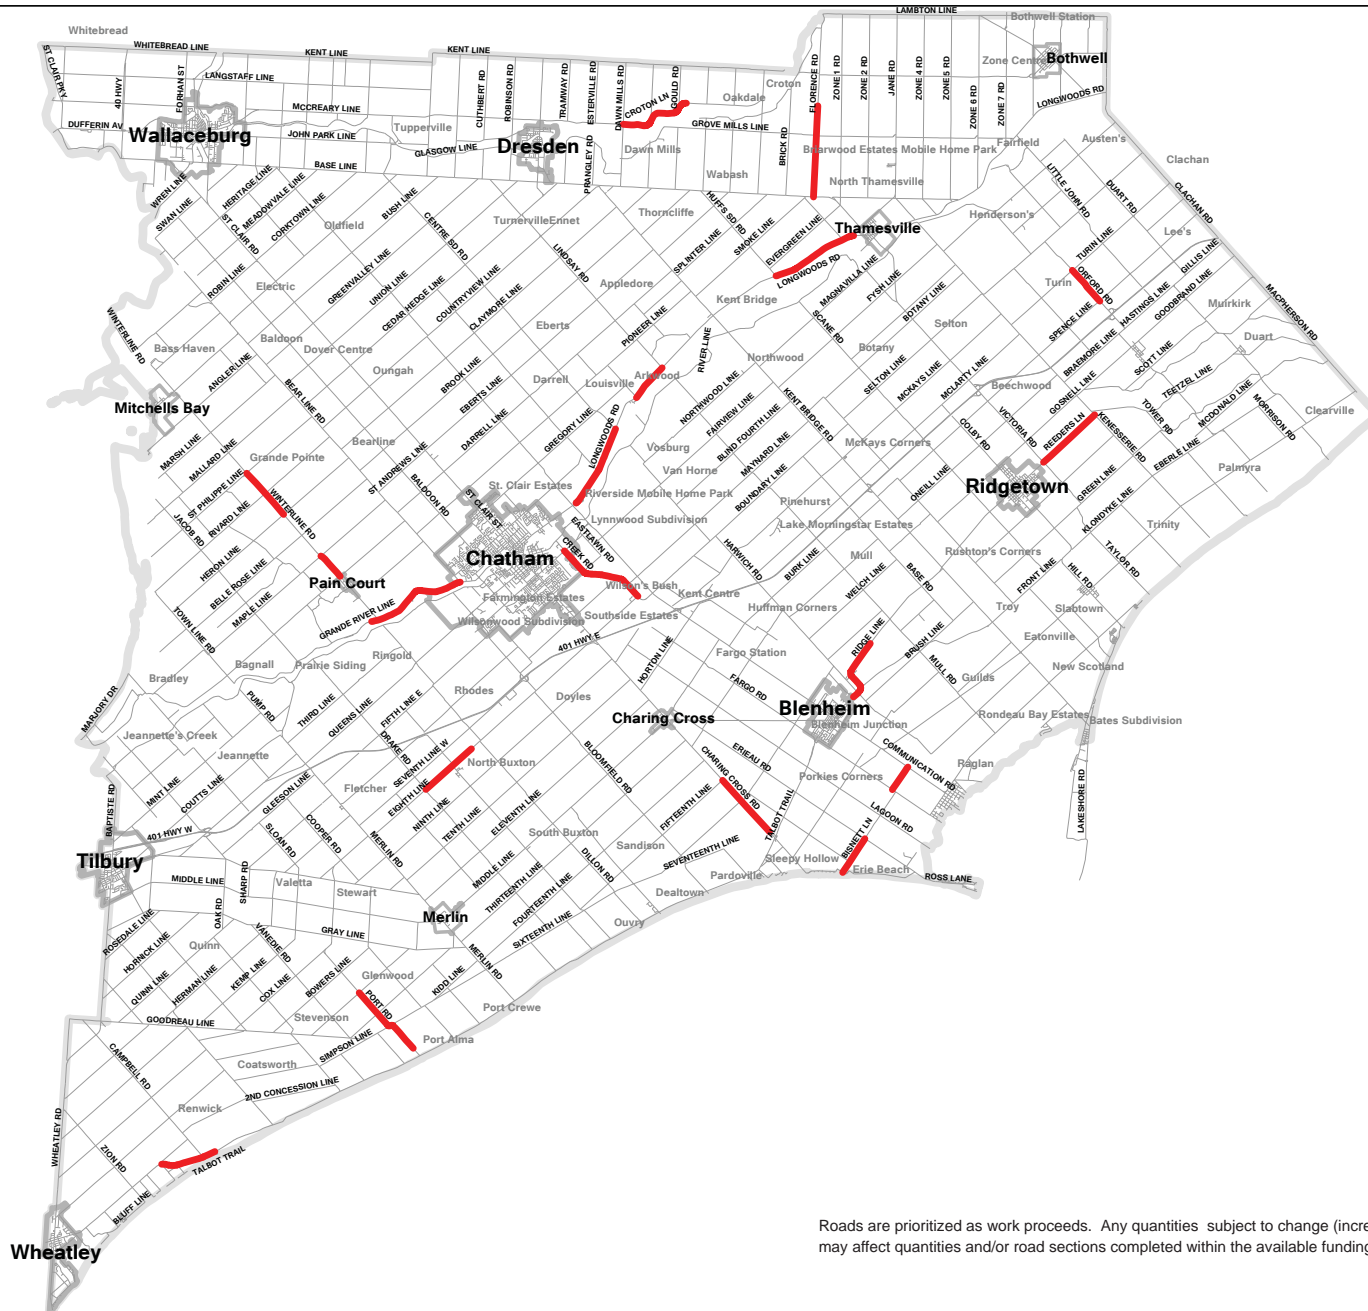 LAMBTON LINE
Whitebread
Bothwell Station
WHITEBREAD LINE
KENT LINE
KENT LINE
ST CLAIR PKY
40 HWY
FORHAN ST
LANGSTAFF LINE
CUTHBERT RD
ROBINSON RD
TRAMWAY RD
ESTERVILLE RD
DAWN MILLS RD
CROTON LN
GOULD RD
Oakdale
Croton
FLORENCE RD
ZONE 1 RD
ZONE 2 RD
JANE RD
ZONE 4 RD
ZONE 5 RD
ZONE 6 RD
ZONE 7 RD
Bothwell
LONGWOODS RD
MCCREARY LINE
DUFFERIN AV
Wallaceburg
JOHN PARK LINE
Tupperville
GLASGOW LINE
Dresden
PRANGLEY RD
Dawn Mills
GROVE MILLS LINE
BRICK RD
Briarwood Estates Mobile Home Park
Fairfield
Austen's
Clachan
BASE LINE
Wabash
North Thamesville
WREN LINE
SWAN LINE
HERITAGE LINE
MEADOWVALE LINE
CORKTOWN LINE
ST CLAIR RD
Oldfield
BUSH LINE
CENTRE SD RD
TurnervilleEnnet
Thorncliffe
HUFFS SD RD
SMOKE LINE
EVERGREEN LINE
Thamesville
Henderson's
LITTLE JOHN RD
DUART RD
CLACHAN RD
Lee's
ROBIN LINE
Electric
GREENVALLEY LINE
UNION LINE
CEDAR HEDGE LINE
COUNTRYVIEW LINE
CLAYMORE LINE
LINDSAY RD
SPLINTER LINE
Appledore
LONGWOODS RD
MAGNAVILLA LINE
FYSH LINE
BOTANY LINE
TURIN LINE
Turin
ORFORD RD
GILLIS LINE
GOODBRAND LINE
HASTINGS LINE
MACPHERSON RD
Muirkirk
WINTERLINE RD
Bass Haven
Baldoon
Dover Centre
Oungah
Eberts
PIONEER LINE
Kent Bridge
RIVER LINE
SCANE RD
Selton
Botany
SPENCE LINE
BRAEMORE LINE
SCOTT LINE
Duart
ANGLER LINE
BEAR LINE RD
BROOK LINE
EBERTS LINE
DARRELL LINE
Darrell
Louisville
Northwood
KENT BRIDGE RD
SELTON LINE
MCKAYS LINE
MCLARTY LINE
Beechwood
GOSNELL LINE
TEETZEL LINE
MCDONALD LINE
MORRISON RD
Clearville
Mitchells Bay
MARSH LINE
MALLARD LINE
Bearline
ST ANDREWS LINE
GREGORY LINE
LONGWOODS RD
NORTHWOOD LINE
FAIRVIEW LINE
BLIND FOURTH LINE
MAYNARD LINE
BOUNDARY LINE
McKays Corners
COLBY RD
VICTORIA RD
REEDERS LN
KENESSERIE RD
TOWER RD
EBERLE LINE
Palmyra
Grande Pointe
ST PHILIPPE LINE
JACOB RD
RIVARD LINE
WINTERLINE RD
BALDOON RD
St. Clair Estates
ST CLAIR ST
Vosburg
Van Horne
Riverside Mobile Home Park
Lynnwood Subdivision
Pinehurst
Lake Morningstar Estates
ONEILL LINE
Ridgetown
GREEN LINE
KLONDYKE LINE
Trinity
HERON LINE
BELLE ROSE LINE
MAPLE LINE
Pain Court
Chatham
CREEK RD
EASTLAWN RD
Wilson's Bush
HARWICH RD
BURK LINE
Mull
BASE RD
Rushton's Corners
FRONT LINE
HILL RD
TAYLOR RD
TOWN LINE RD
GRANDE RIVER LINE
Farmington Estates
Wilsonwood Subdivision
Southside Estates
Kent Centre
Huffman Corners
WELCH LINE
Troy
Slabtown
Eatonville
New Scotland
401 HWY E
Bradley
Bagnall
Prairie Siding
Ringold
HORTON LINE
Fargo Station
FARGO RD
RIDGE LINE
BRUSH LINE
MULL RD
Guilds
MARJORY DR
PUMP RD
THIRD LINE
QUEENS LINE
FIFTH LINE E
Rhodes
Doyles
Charing Cross
Blenheim
Blenheim Junction
Rondeau Bay Estates
Bates Subdivision
Jeannette's Creek
Jeannette
DRAKE RD
SEVENTH LINE W
North Buxton
BLOOMFIELD RD
ERIEAU RD
CHARING CROSS RD
Porkies Corners
COMMUNICATION RD
Raglan
LAKESHORE RD
BAPTISTE RD
MINT LINE
COUTTS LINE
GLEESON LINE
Fletcher
EIGHTH LINE
NINTH LINE
TENTH LINE
ELEVENTH LINE
FIFTEENTH LINE
TALBOT TRAIL
LAGOON RD
401 HWY W
SLOAN RD
COOPER RD
MERLIN RD
South Buxton
Sandison
SEVENTEENTH LINE
Sleepy Hollow
BISNETT LN
Erie Beach
ROSS LANE
Tilbury
MIDDLE LINE
SHARP RD
Valetta
Stewart
MIDDLE LINE
THIRTEENTH LINE
FOURTEENTH LINE
SIXTEENTH LINE
DILLON RD
Pardoville
Dealtown
Ouvry
Merlin
OAK RD
GRAY LINE
ROSEDALE LINE
HORNICK LINE
QUINN LINE
Quinn
HERMAN LINE
KEMP LINE
VANEDIE RD
COX LINE
BOWERS LINE
Glenwood
PORT RD
KIDD LINE
MERLIN RD
Port Crewe
GOODREAU LINE
Stevenson
SIMPSON LINE
Port Alma
CAMPBELL RD
Coatsworth
2ND CONCESSION LINE
Renwick
WHEATLEY RD
ZION RD
TALBOT TRAIL
BLUFF LINE
Wheatley
Roads are prioritized as work proceeds. Any quantities subject to change (incre
may affect quantities and/or road sections completed within the available funding